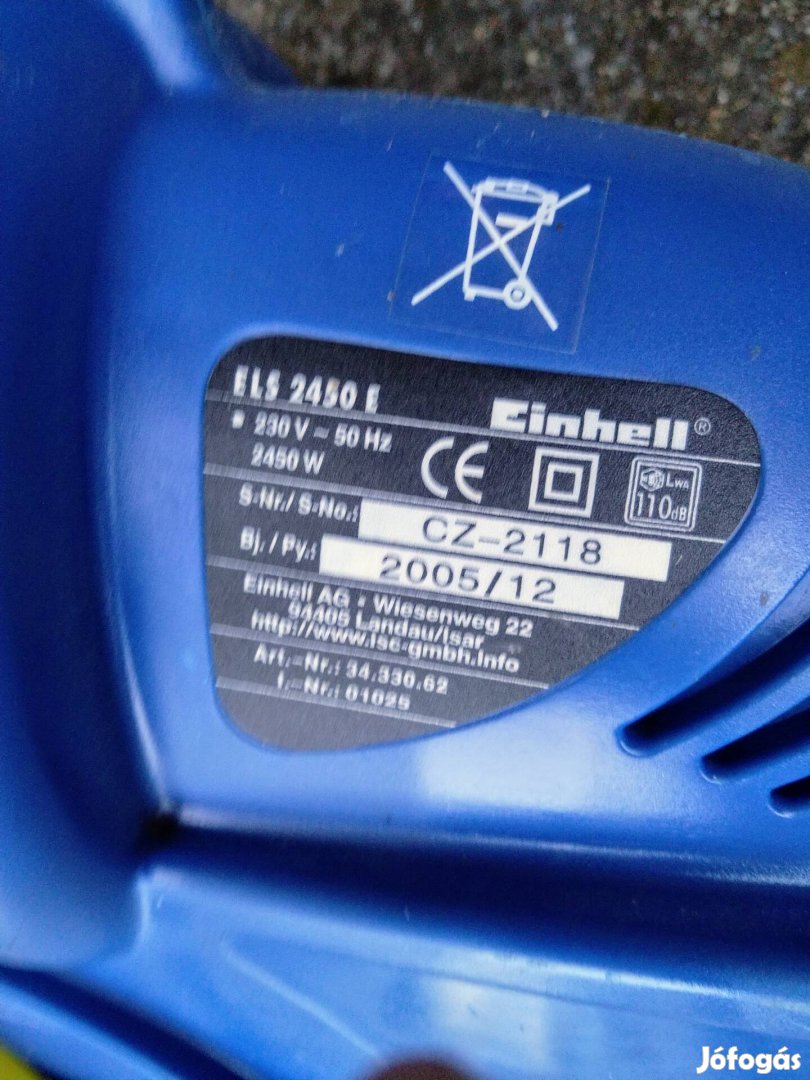 ELS 2450 E
Einhell®
230 V ~ 50 Hz
2450 W
CE
LWA
110dB
S-Nr./ S-No.: CZ-2118
Bj. / Py.: 2005/12
Einhell AG • Wiesenweg 22
94405 Landau/Isar
http://www.isc-gmbh.info
Art.-Nr.: 34.330.62
I.-Nr.: 01025
Jófogás